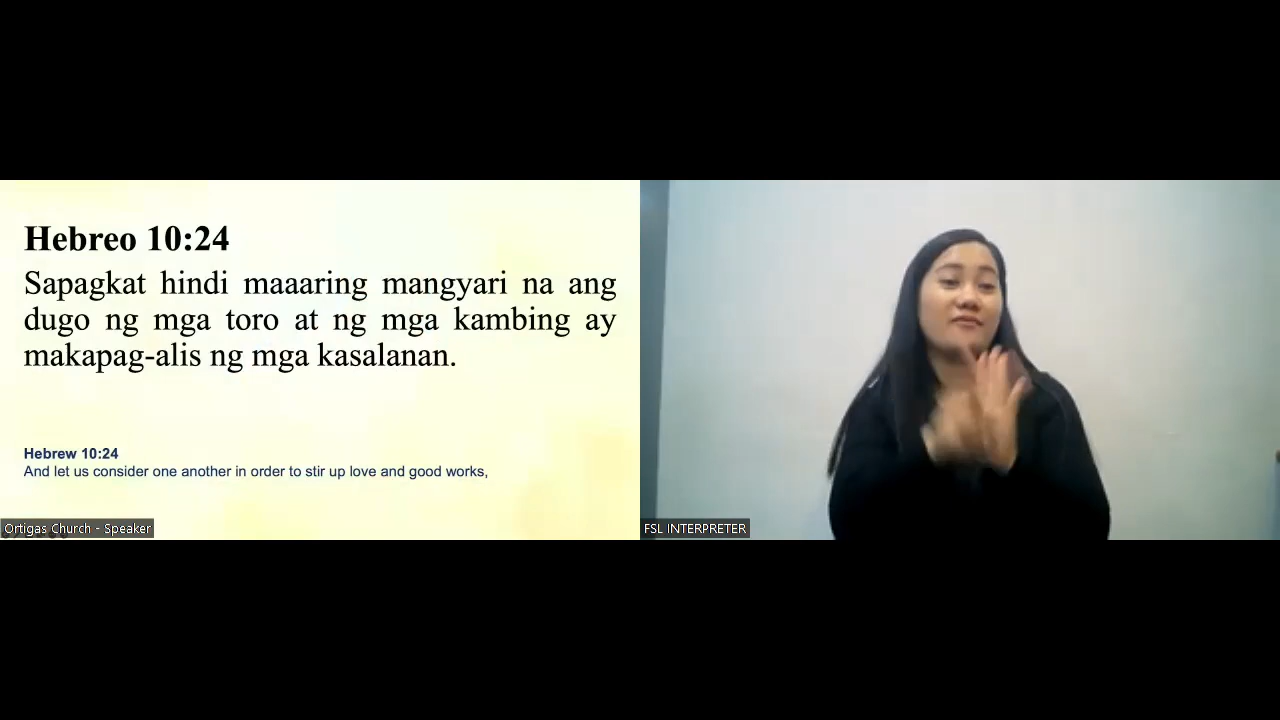 Hebreo 10:24
Sapagkat hindi maaaring mangyari na ang
dugo ng mga toro at ng mga kambing ay
makapag-alis ng mga kasalanan.
Hebrew 10:24
And let us consider one another in order to stir up love and good works,
Ortigas Church - Speaker
FSL INTERPRETER